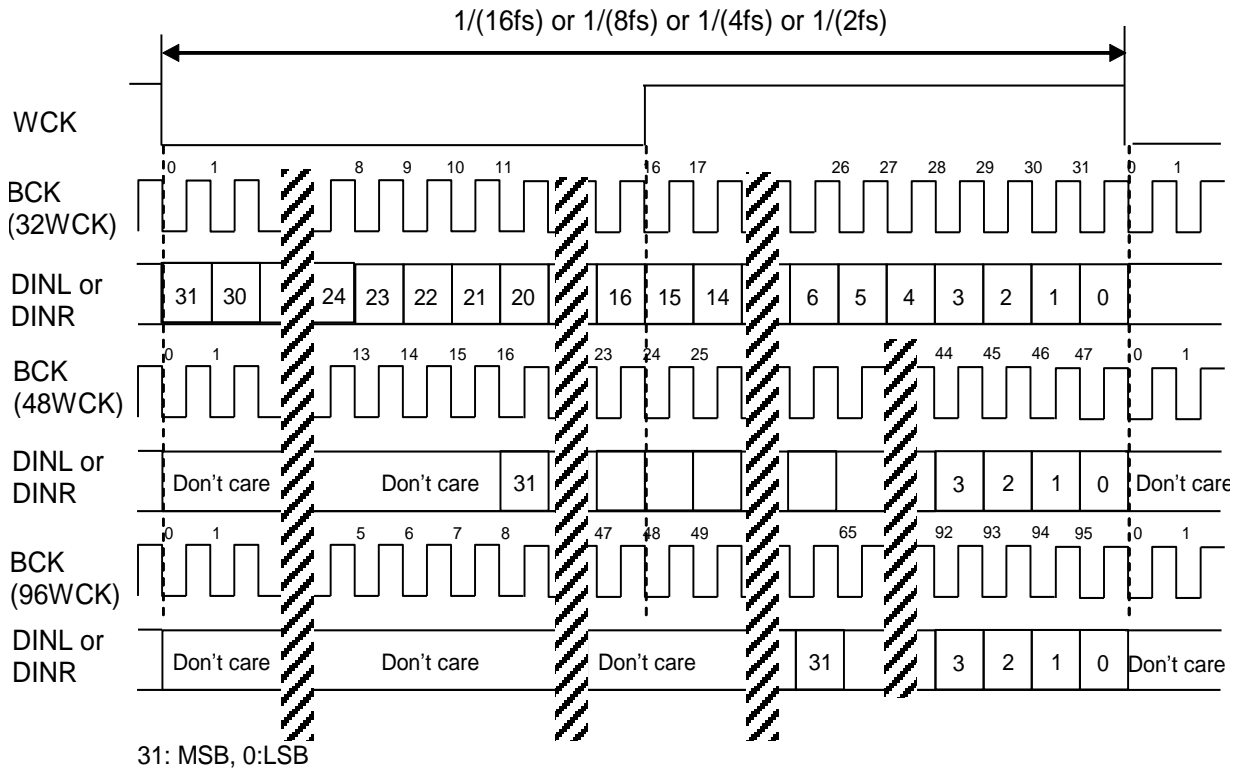 1/(16fs) or 1/(8fs) or 1/(4fs) or 1/(2fs)
WCK
0 1 8 9 10 11 16 17 26 27 28 29 30 31 0 1
BCK
(32WCK)
DINL or
DINR
31 30 24 23 22 21 20 16 15 14 6 5 4 3 2 1 0
0 1 13 14 15 16 23 24 25 44 45 46 47 0 1
BCK
(48WCK)
DINL or
DINR
Don't care Don't care 31 3 2 1 0 Don't care
0 1 5 6 7 8 47 48 49 65 92 93 94 95 0 1
BCK
(96WCK)
DINL or
DINR
Don't care Don't care Don't care 31 3 2 1 0 Don't care
31: MSB, 0:LSB